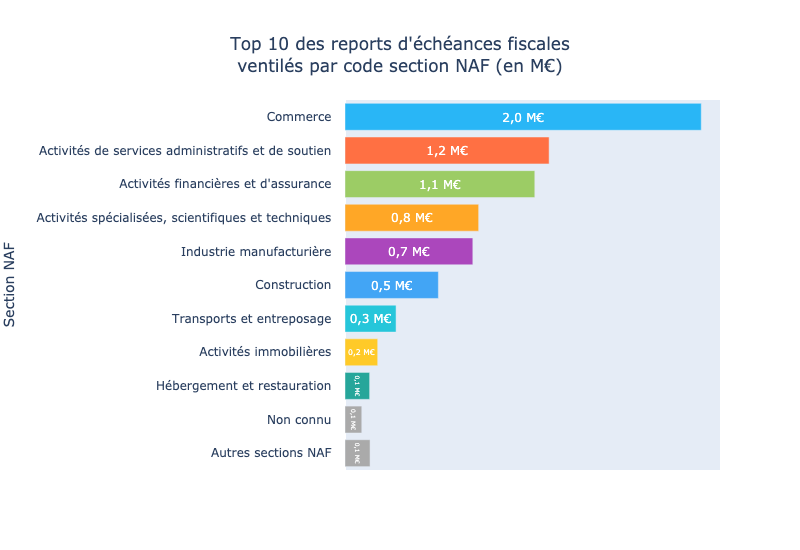 Top 10 des reports d'échéances fiscales
ventilés par code section NAF (en M€)
Section NAF
Commerce 2,0 M€
Activités de services administratifs et de soutien 1,2 M€
Activités financières et d'assurance 1,1 M€
Activités spécialisées, scientifiques et techniques 0,8 M€
Industrie manufacturière 0,7 M€
Construction 0,5 M€
Transports et entreposage 0,3 M€
Activités immobilières 0,2 M€
Hébergement et restauration 0,1 M€
Non connu 0,1 M€
Autres sections NAF 0,1 M€